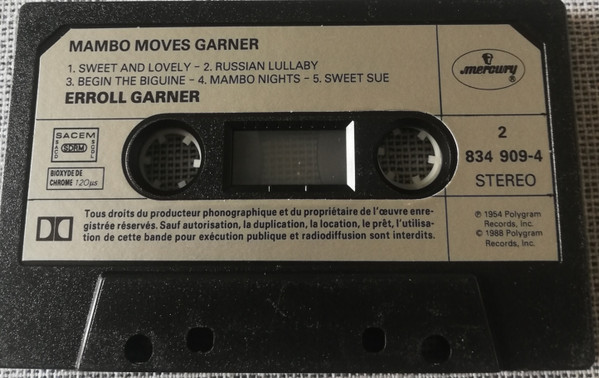 MAMBO MOVES GARNER
1. SWEET AND LOVELY – 2. RUSSIAN LULLABY
3. BEGIN THE BIGUINE – 4. MAMBO NIGHTS – 5. SWEET SUE
ERROLL GARNER
mercury ®
SACEM
SDRM
SACD
SGDL
BIOXYDE DE
CHROME 120µs
2
834 909-4
STEREO
Tous droits du producteur phonographique et du propriétaire de l'œuvre enre-
gistrée réservés. Sauf autorisation, la duplication, la location, le prêt, l'utilisa-
tion de cette bande pour exécution publique et radiodiffusion sont interdits.
℗ 1954 Polygram
Records, Inc.
© 1988 Polygram
Records, Inc.